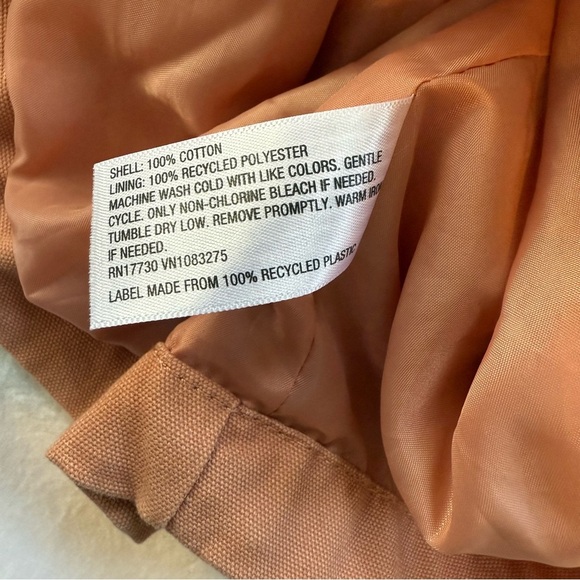 SHELL: 100% COTTON
LINING: 100% RECYCLED POLYESTER
MACHINE WASH COLD WITH LIKE COLORS. GENTLE
CYCLE. ONLY NON-CHLORINE BLEACH IF NEEDED.
TUMBLE DRY LOW. REMOVE PROMPTLY. WARM IRON
IF NEEDED.
RN17730 VN1083275
LABEL MADE FROM 100% RECYCLED PLASTIC